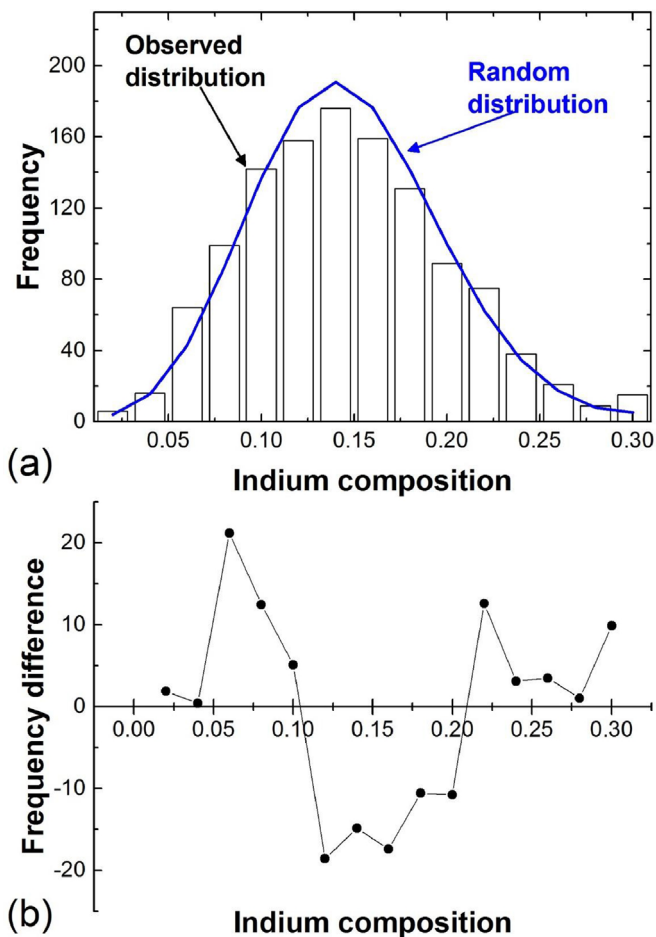 Observed
distribution
Random
distribution
Frequency
200
160
120
80
40
0
0.05 0.10 0.15 0.20 0.25 0.30
(a)
Indium composition
Frequency difference
20
10
0
-10
-20
0.00 0.05 0.10 0.15 0.20 0.25 0.30
(b)
Indium composition